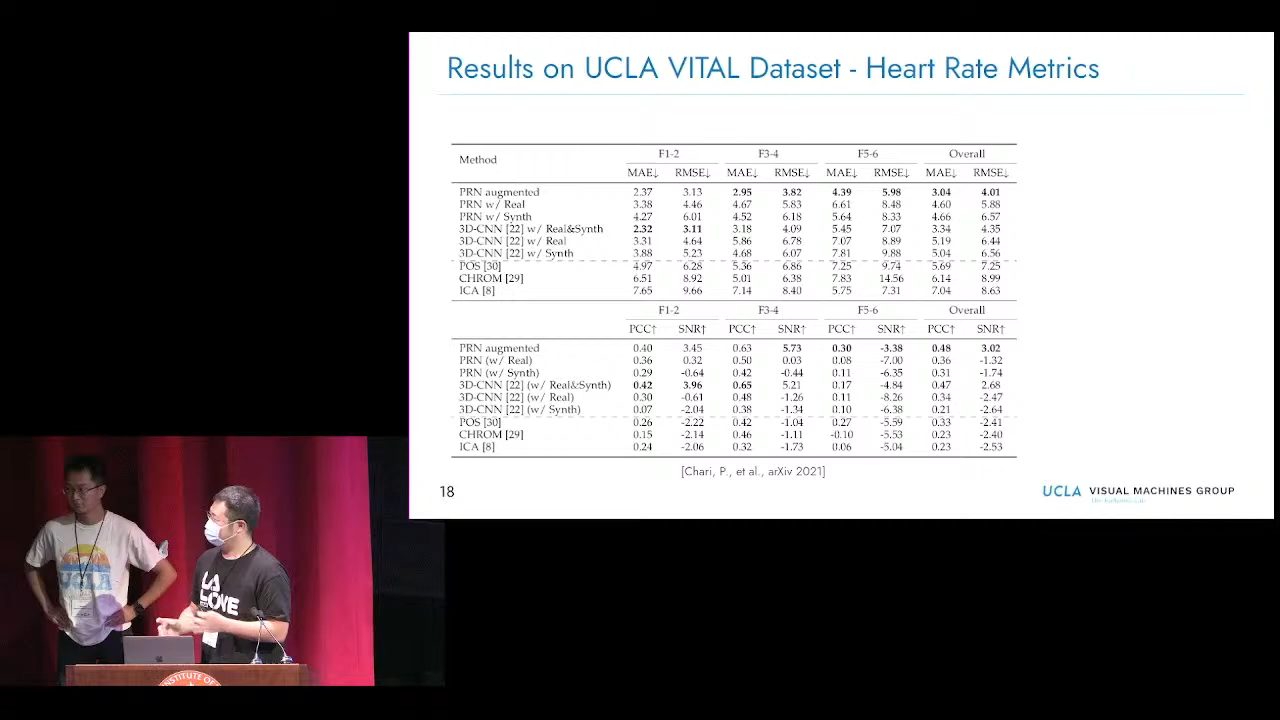 Results on UCLA VITAL Dataset - Heart Rate Metrics
Method F1-2 F3-4 F5-6 Overall
MAE↓ RMSE↓ MAE↓ RMSE↓ MAE↓ RMSE↓ MAE↓ RMSE↓
PRN augmented 2.37 3.13 2.95 3.82 4.39 5.98 3.04 4.01
PRN w/ Real 3.38 4.46 4.67 5.83 6.61 8.48 4.60 5.88
PRN w/ Synth 4.27 6.01 4.52 6.18 5.64 8.33 4.66 6.57
3D-CNN [22] w/ Real&Synth 2.32 3.11 3.18 4.09 5.45 7.07 3.34 4.35
3D-CNN [22] w/ Real 3.31 4.64 5.86 6.78 7.07 8.89 5.19 6.44
3D-CNN [22] w/ Synth 3.88 5.23 4.68 6.07 7.81 9.88 5.04 6.56
POS [30] 4.97 6.28 5.36 6.86 7.25 9.74 5.69 7.25
CHROM [29] 6.51 8.92 5.01 6.38 7.83 14.56 6.14 8.99
ICA [8] 7.65 9.66 7.14 8.40 5.75 7.31 7.04 8.63
F1-2 F3-4 F5-6 Overall
PCC↑ SNR↑ PCC↑ SNR↑ PCC↑ SNR↑ PCC↑ SNR↑
PRN augmented 0.40 3.45 0.63 5.73 0.30 -3.38 0.48 3.02
PRN (w/ Real) 0.36 0.32 0.50 0.03 0.08 -7.00 0.36 -1.32
PRN (w/ Synth) 0.29 -0.64 0.42 -0.44 0.11 -6.35 0.31 -1.74
3D-CNN [22] (w/ Real&Synth) 0.42 3.96 0.65 5.21 0.17 -4.84 0.47 2.68
3D-CNN [22] (w/ Real) 0.30 -0.61 0.48 -1.26 0.11 -8.26 0.34 -2.47
3D-CNN [22] (w/ Synth) 0.07 -2.04 0.38 -1.34 0.10 -6.38 0.21 -2.64
POS [30] 0.26 -2.22 0.42 -1.04 0.27 -5.59 0.33 -2.41
CHROM [29] 0.15 -2.14 0.46 -1.11 -0.10 -5.53 0.23 -2.40
ICA [8] 0.24 -2.06 0.32 -1.73 0.06 -5.04 0.23 -2.53
[Chari, P., et al., arXiv 2021]
18
UCLA VISUAL MACHINES GROUP
UCLA
LA
LOVE